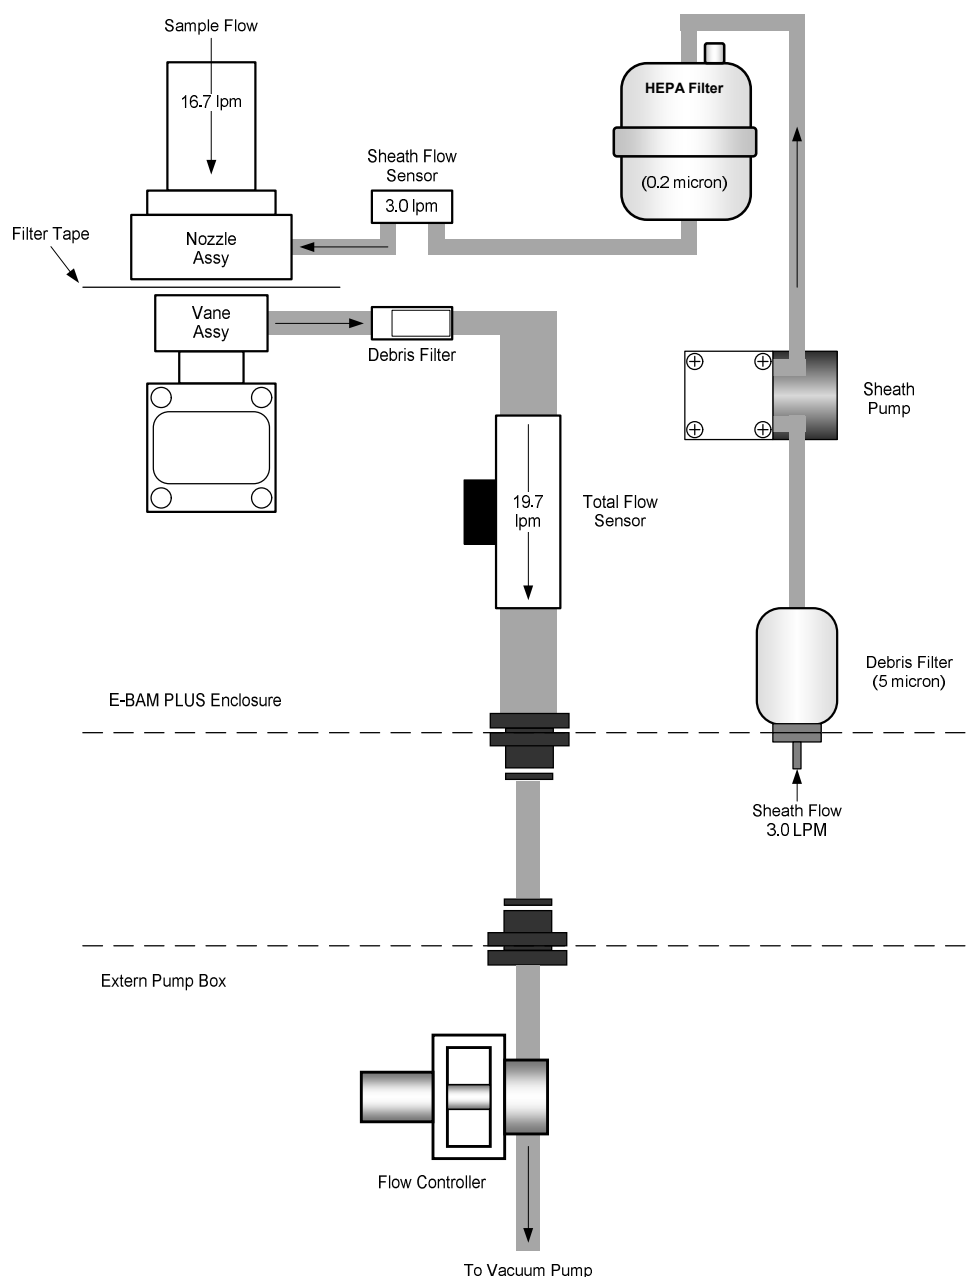 Sample Flow
16.7 lpm
HEPA Filter
(0.2 micron)
Sheath Flow
Sensor
3.0 lpm
Filter Tape
Nozzle
Assy
Vane
Assy
Debris Filter
Sheath
Pump
19.7
lpm
Total Flow
Sensor
Debris Filter
(5 micron)
E-BAM PLUS Enclosure
Sheath Flow
3.0 LPM
Extern Pump Box
Flow Controller
To Vacuum Pump